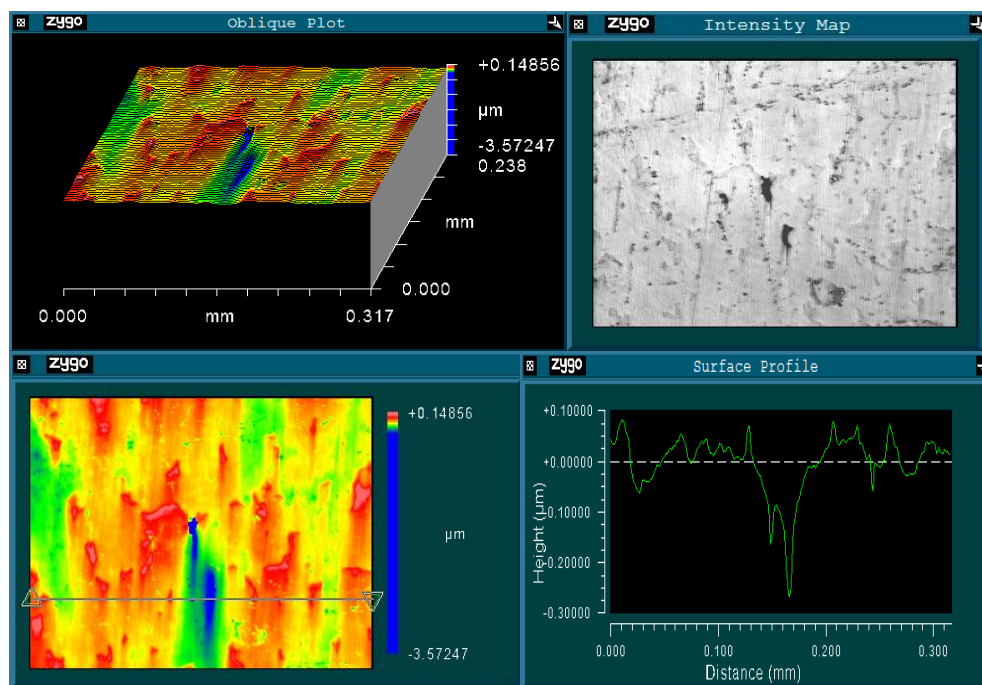 zygo Oblique Plot
+0.14856
µm
-3.57247
0.238
mm
0.000
0.000 mm 0.317
zygo Intensity Map
zygo
+0.14856
µm
-3.57247
zygo Surface Profile
+0.10000
+0.00000
-0.10000
-0.20000
-0.30000
Height (µm)
0.000 0.100 0.200 0.300
Distance (mm)